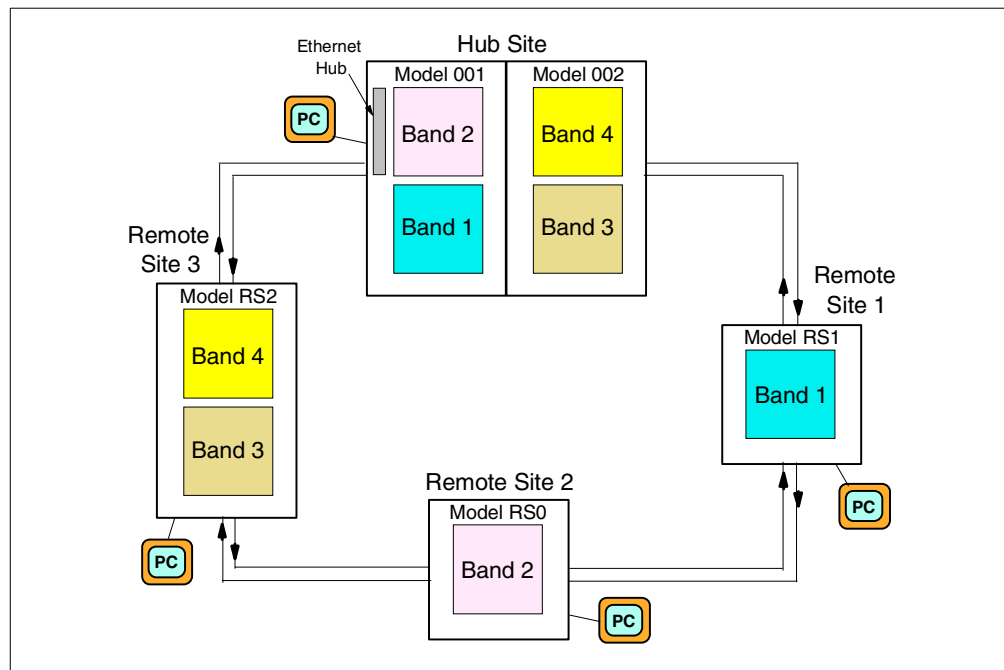 Hub Site
Ethernet
Hub
Model 001
Model 002
PC
Band 2
Band 4
Band 1
Band 3
Remote
Site 3
Model RS2
Band 4
Band 3
PC
Remote
Site 1
Model RS1
Band 1
PC
Remote Site 2
Model RS0
Band 2
PC